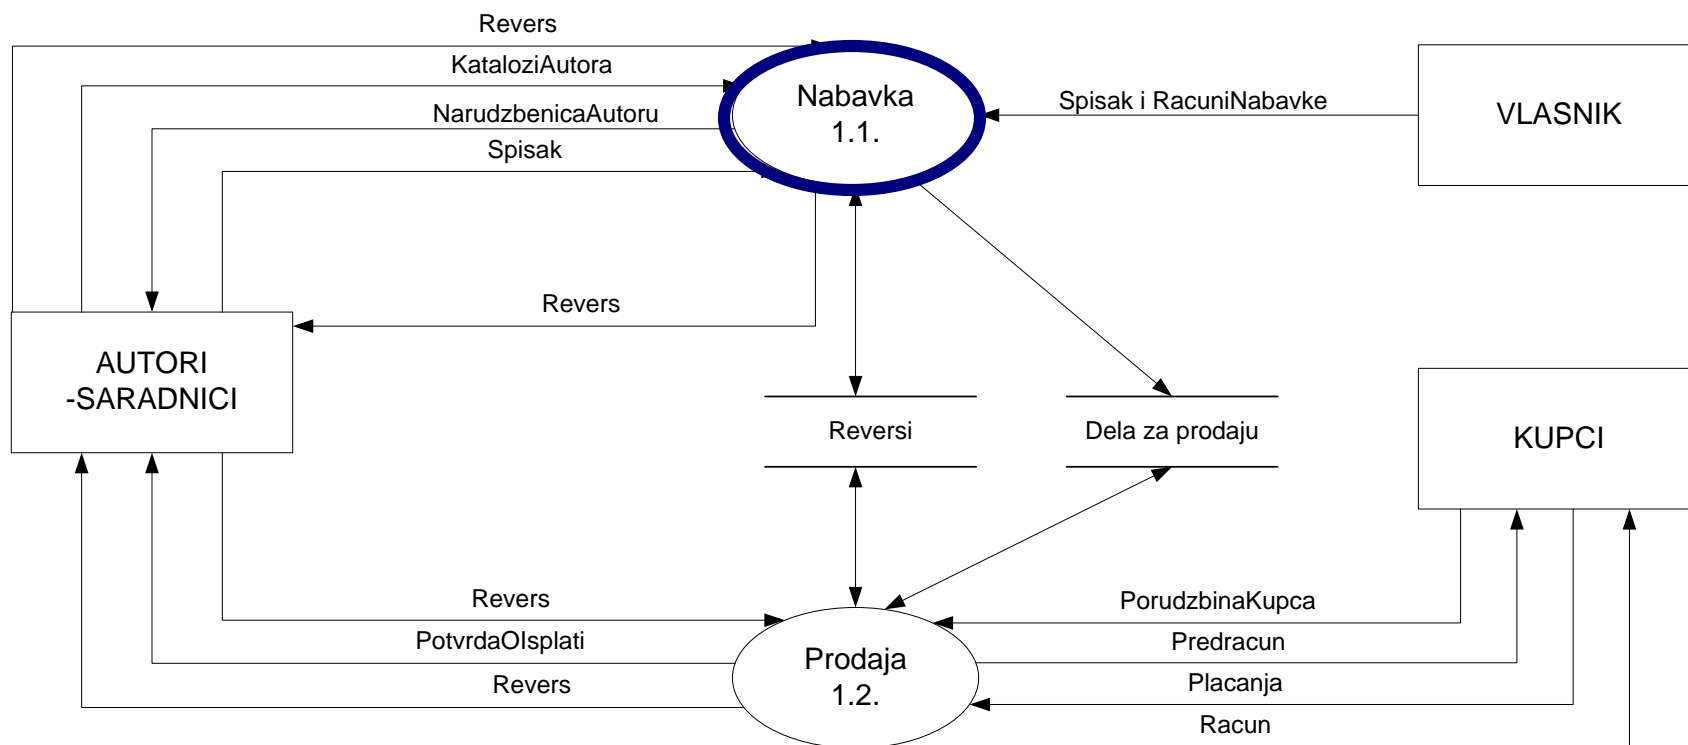 Revers
KataloziAutora
NarudzbenicaAutoru
Spisak
Nabavka
1.1.
Spisak i RacuniNabavke
VLASNIK
Revers
AUTORI
-SARADNICI
Reversi
Dela za prodaju
KUPCI
Revers
PotvrdaOIsplati
Revers
Prodaja
1.2.
PorudzbinaKupca
Predracun
Placanja
Racun